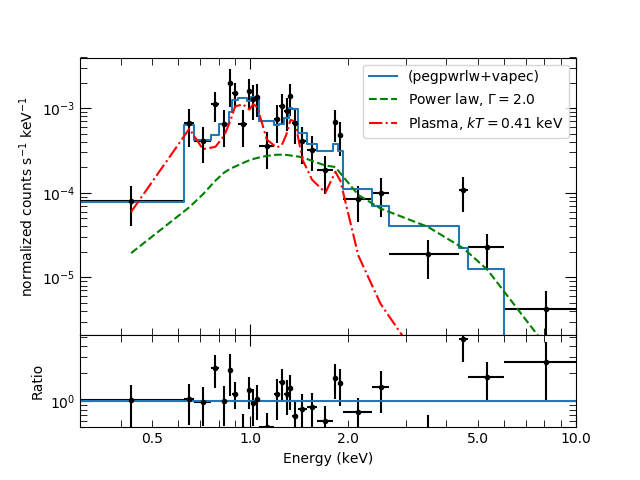 (pegpwrlw+vapec)
Power law, Γ = 2.0
Plasma, kT = 0.41 keV
normalized counts s⁻¹ keV⁻¹
10⁻³
10⁻⁴
10⁻⁵
Ratio
10⁰
0.5 1.0 2.0 5.0 10.0
Energy (keV)